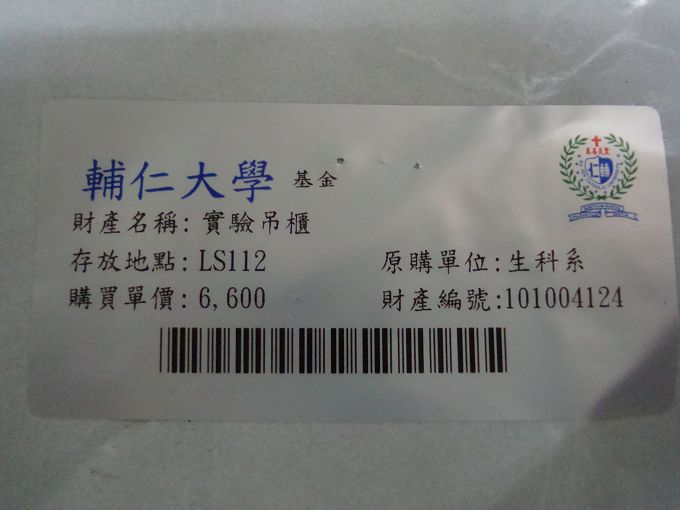 輔仁大學 基金
財產名稱: 實驗吊櫃
存放地點: LS112 原購單位: 生科系
購買單價: 6,600 財產編號:101004124